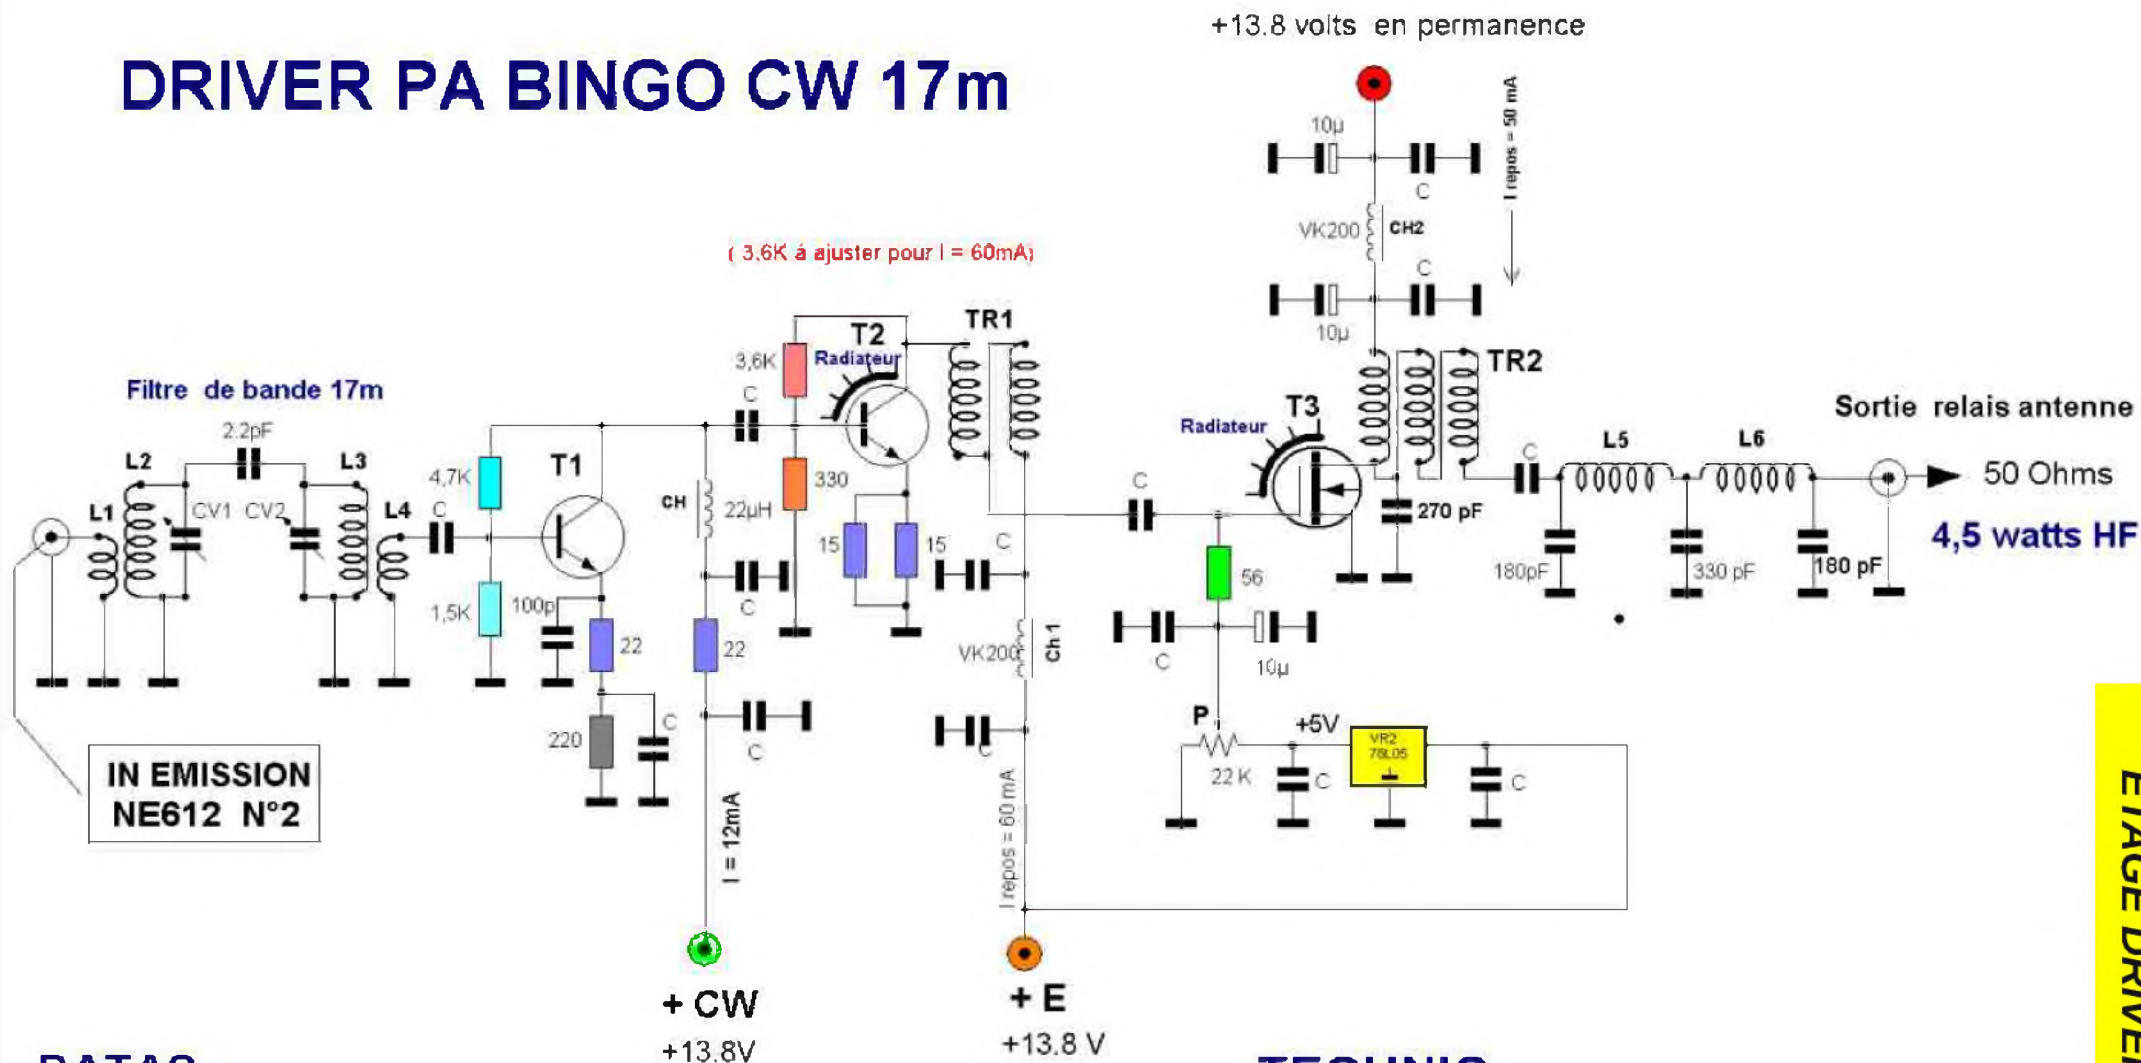 +13.8 volts en permanence
DRIVER PA BINGO CW 17m
I repos = 50 mA
10µ
C
VK200
CH2
( 3,6K á ajuster pour I = 60mA)
C
10µ
TR1
T2
Radiateur
3,6K
TR2
Filtre de bande 17m
C
T3
Sortie relais antenne
2.2pF
Radiateur
L5
L6
L2
L3
T1
4,7K
330
C
C
50 Ohms
CH
22µH
L1
CV1
CV2
L4
C
270 pF
4,5 watts HF
15
15
C
180pF
330 pF
180 pF
56
1,5K
100p
C
22
22
VK200
Ch 1
C
10µ
P
+5V
VR2
78L05
220
C
C
C
22 K
C
C
IN EMISSION
NE612 N°2
I = 12mA
I repos = 60 mA
+ CW
+13.8V
+ E
+13.8 V
ETAGE DRIVER